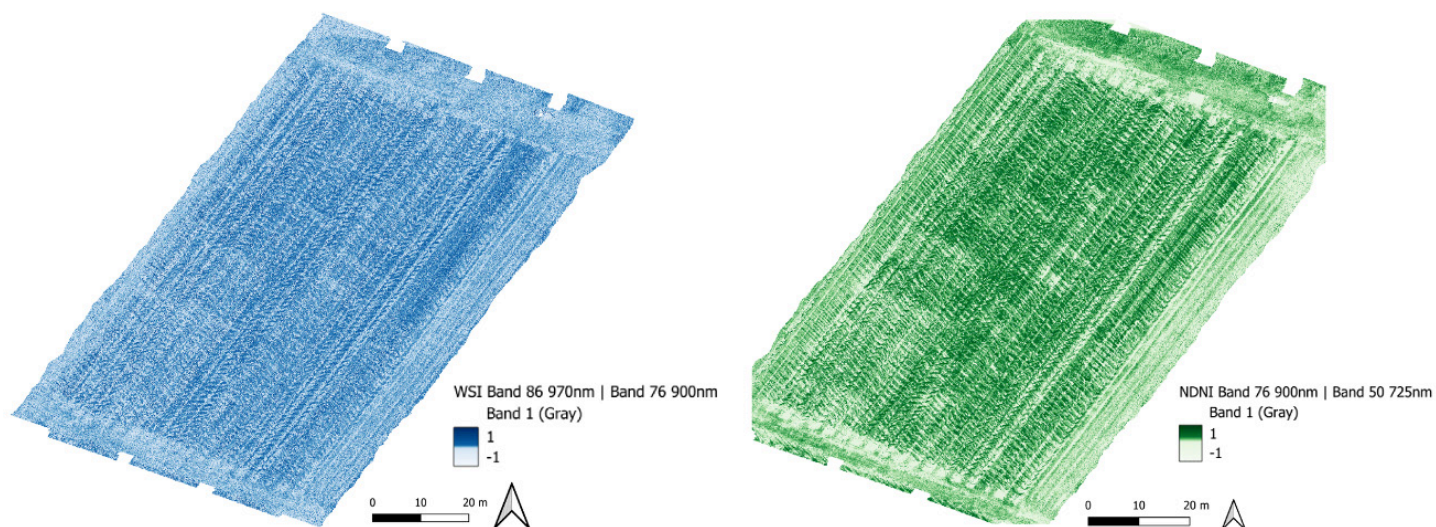 WSI Band 86 970nm | Band 76 900nm
Band 1 (Gray)
1
-1
0 10 20 m
NDNI Band 76 900nm | Band 50 725nm
Band 1 (Gray)
1
-1
0 10 20 m